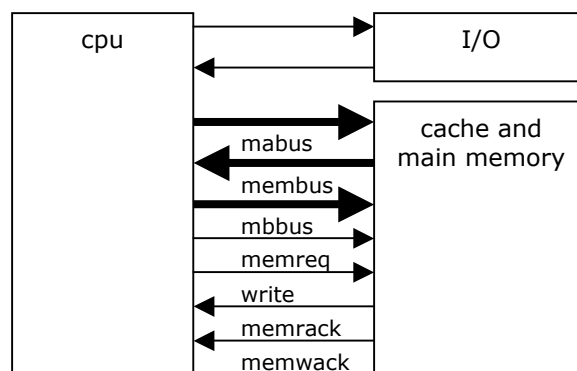 cpu
I/O
cache and
main memory
mabus
membus
mbbus
memreq
write
memrack
memwack